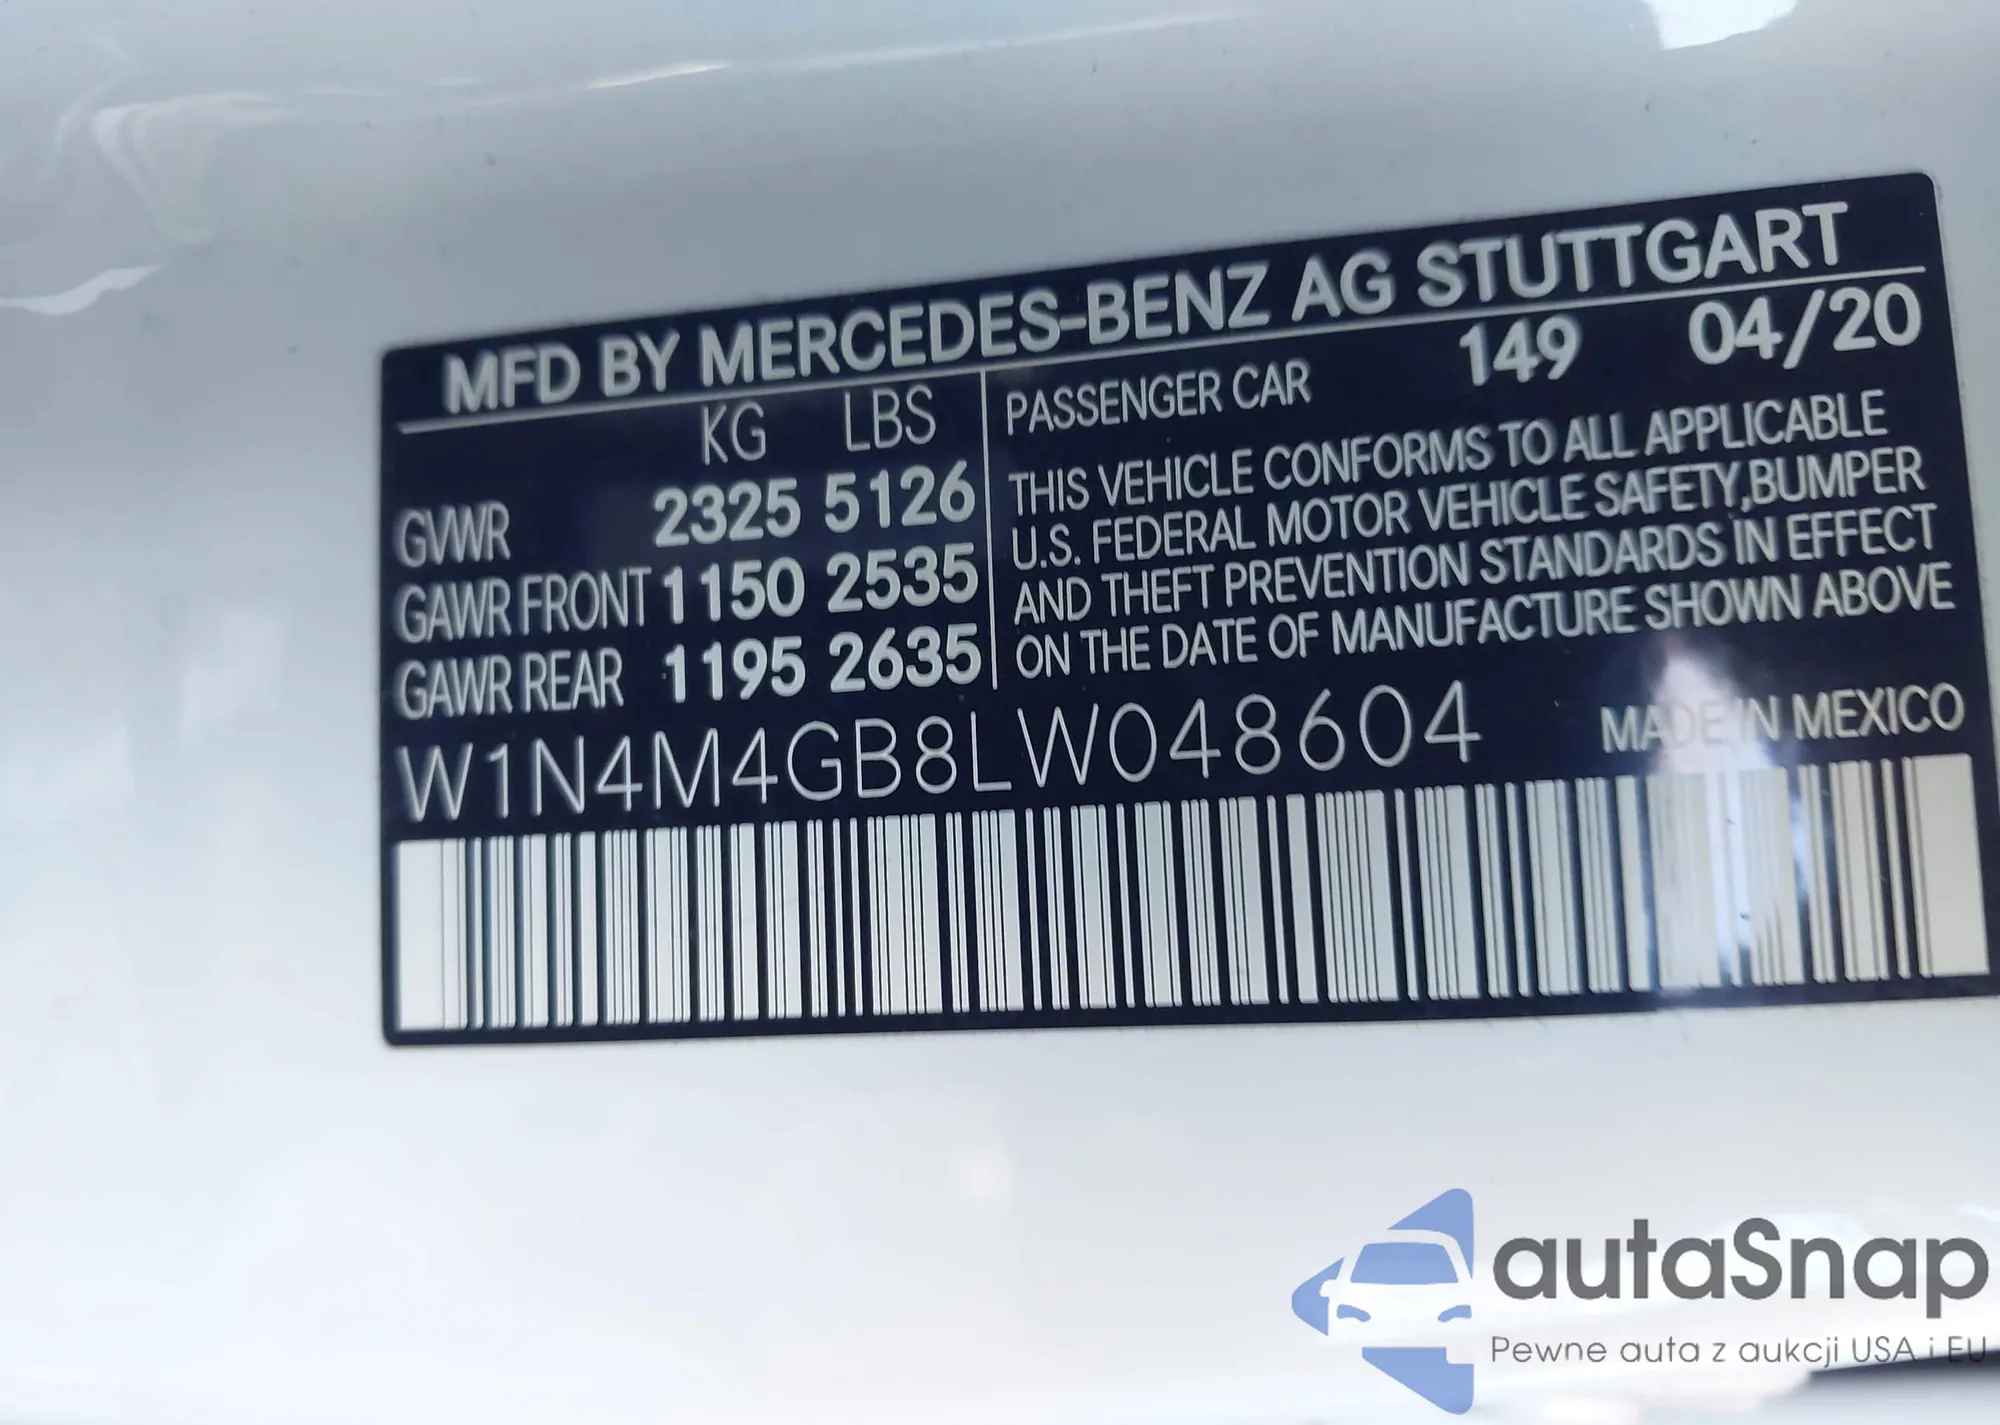 MFD BY MERCEDES-BENZ AG STUTTGART
KG LBS
GVWR 2325 5126
GAWR FRONT 1150 2535
GAWR REAR 1195 2635
PASSENGER CAR 149 04/20
THIS VEHICLE CONFORMS TO ALL APPLICABLE
U.S. FEDERAL MOTOR VEHICLE SAFETY,BUMPER
AND THEFT PREVENTION STANDARDS IN EFFECT
ON THE DATE OF MANUFACTURE SHOWN ABOVE
W1N4M4GB8LW048604 MADE IN MEXICO
autaSnap
Pewne auta z aukcji USA i EU